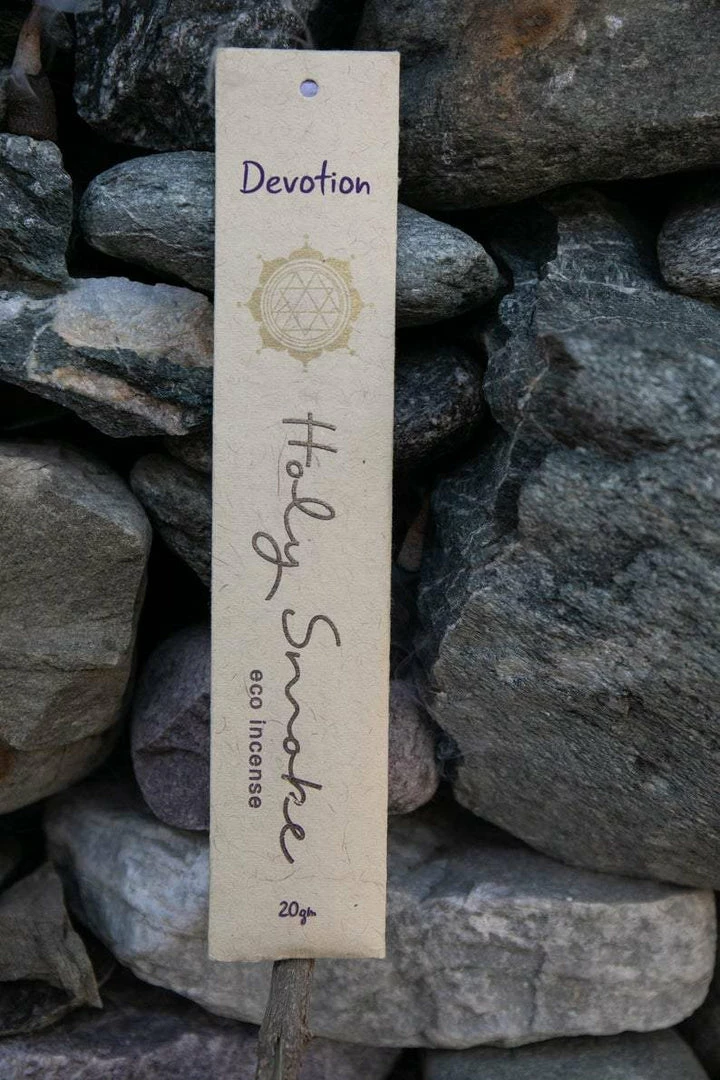 Devotion
Holy Smoke
eco incense
20gm